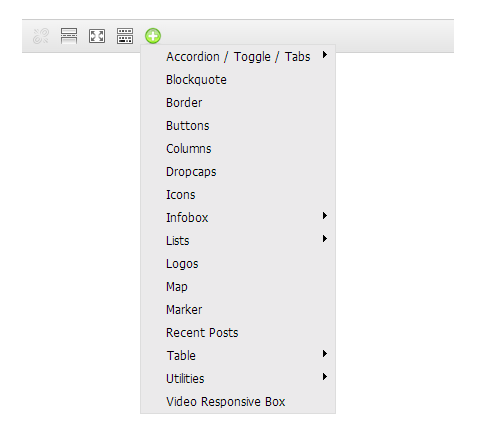 Accordion / Toggle / Tabs
Blockquote
Border
Buttons
Columns
Dropcaps
Icons
Infobox
Lists
Logos
Map
Marker
Recent Posts
Table
Utilities
Video Responsive Box